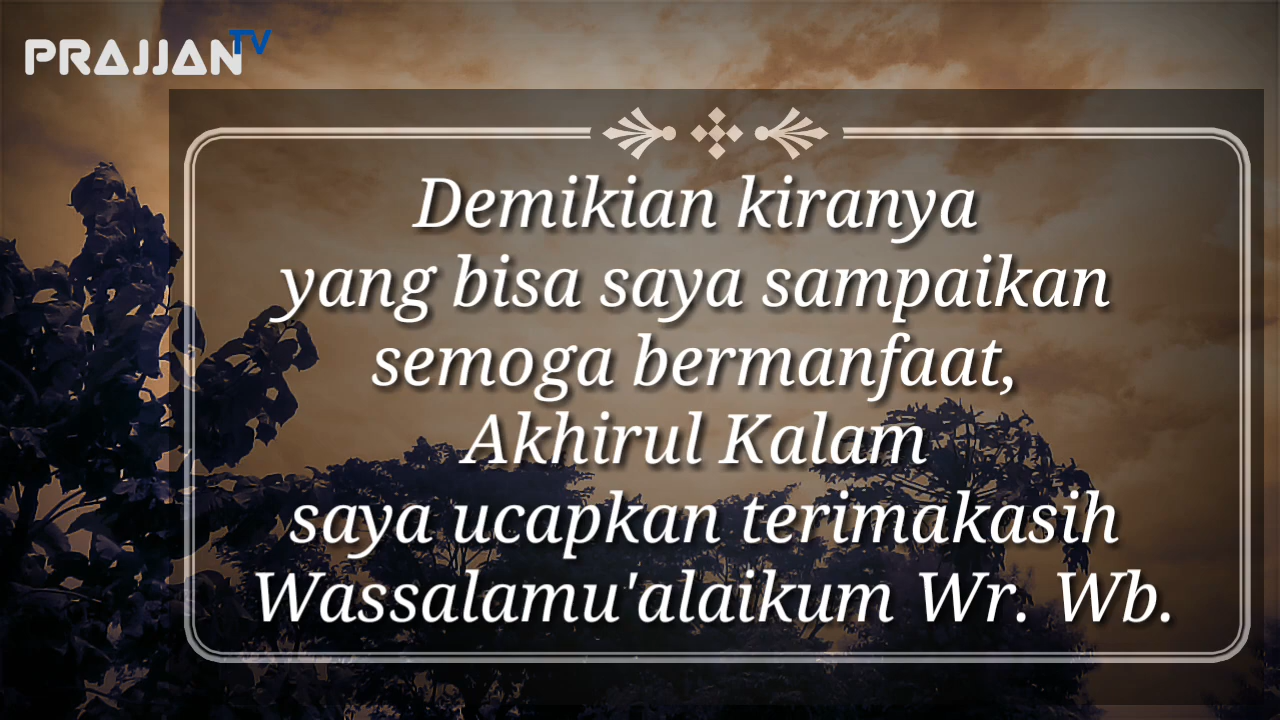 PRAJJAN TV
Demikian kiranya
yang bisa saya sampaikan
semoga bermanfaat,
Akhirul Kalam
saya ucapkan terimakasih
Wassalamu'alaikum Wr. Wb.